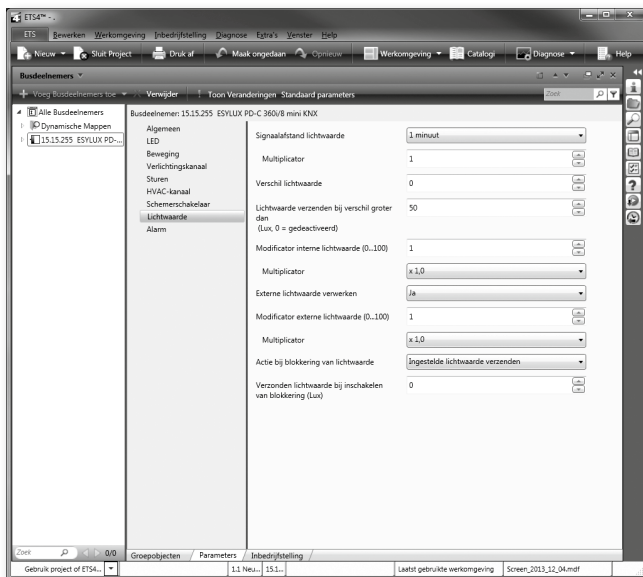 ETS4™ - .
ETS Bewerken Werkomgeving Inbedrijfstelling Diagnose Extra's Venster Help
Nieuw Sluit Project Druk af Maak ongedaan Opnieuw Werkomgeving Catalogi Diagnose Help
Busdeelnemers
Voeg Busdeelnemers toe Verwijder Toon Veranderingen Standaard parameters Zoek
Alle Busdeelnemers
Dynamische Mappen
15.15.255 ESYLUX PD-...
Busdeelnemer: 15.15.255 ESYLUX PD-C 360i/8 mini KNX
Algemeen
LED
Beweging
Verlichtingskanaal
Sturen
HVAC-kanaal
Schemerschakelaar
Lichtwaarde
Alarm
Signaalafstand lichtwaarde 1 minuut
Multiplicator 1
Verschil lichtwaarde 0
Lichtwaarde verzenden bij verschil groter 50
dan
(Lux, 0 = gedeactiveerd)
Modificator interne lichtwaarde (0...100) 1
Multiplicator x 1,0
Externe lichtwaarde verwerken Ja
Modificator externe lichtwaarde (0...100) 1
Multiplicator x 1,0
Actie bij blokkering van lichtwaarde Ingestelde lichtwaarde verzenden
Verzonden lichtwaarde bij inschakelen 0
van blokkering (Lux)
Zoek 0/0
Groepobjecten Parameters Inbedrijfstelling
Gebruik project of ETS4... 1.1 Neu... 15.1... Laatst gebruikte werkomgeving Screen_2013_12_04.mdf